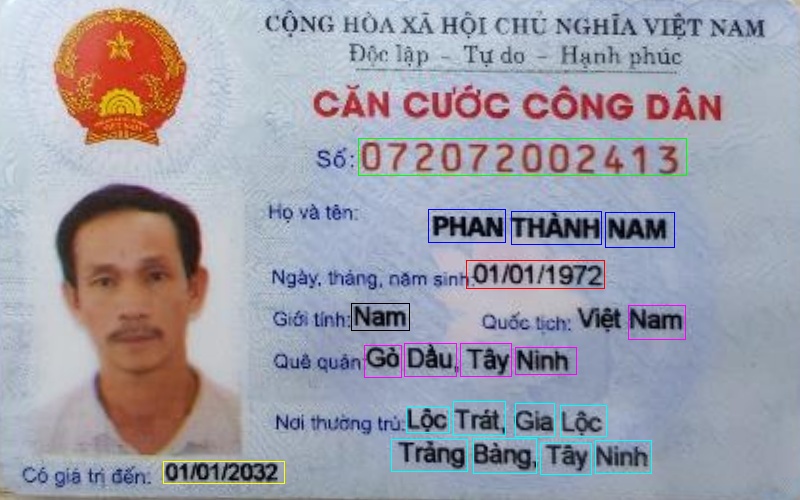 CỘNG HÒA XÃ HỘI CHỦ NGHĨA VIỆT NAM
Độc lập - Tự do - Hạnh phúc
CĂN CƯỚC CÔNG DÂN
Số: 072072002413
Họ và tên: PHAN THÀNH NAM
Ngày, tháng, năm sinh: 01/01/1972
Giới tính: Nam Quốc tịch: Việt Nam
Quê quán: Gò Dầu, Tây Ninh
Nơi thường trú: Lộc Trát, Gia Lộc
Trảng Bàng, Tây Ninh
Có giá trị đến: 01/01/2032